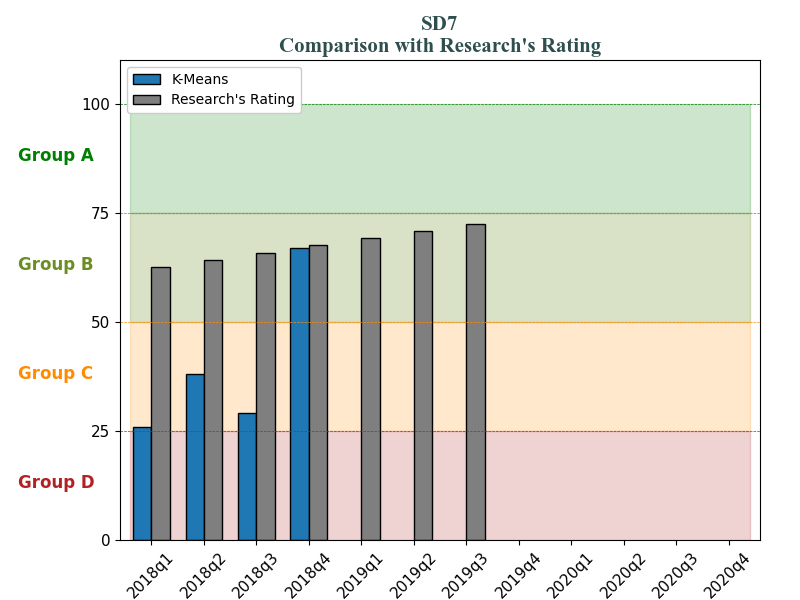 SD7
Comparison with Research's Rating
K-Means
Research's Rating
100
Group A
75
Group B
50
Group C
25
Group D
0
2018q1
2018q2
2018q3
2018q4
2019q1
2019q2
2019q3
2019q4
2020q1
2020q2
2020q3
2020q4